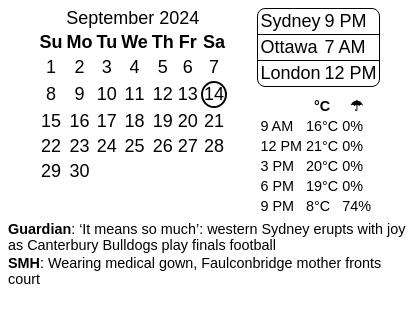 September 2024
Su Mo Tu We Th Fr Sa
1 2 3 4 5 6 7
8 9 10 11 12 13 14
15 16 17 18 19 20 21
22 23 24 25 26 27 28
29 30
Sydney 9 PM
Ottawa 7 AM
London 12 PM
°C ☂
9 AM 16°C 0%
12 PM 21°C 0%
3 PM 20°C 0%
6 PM 19°C 0%
9 PM 8°C 74%
Guardian: ‘It means so much’: western Sydney erupts with joy
as Canterbury Bulldogs play finals football
SMH: Wearing medical gown, Faulconbridge mother fronts
court